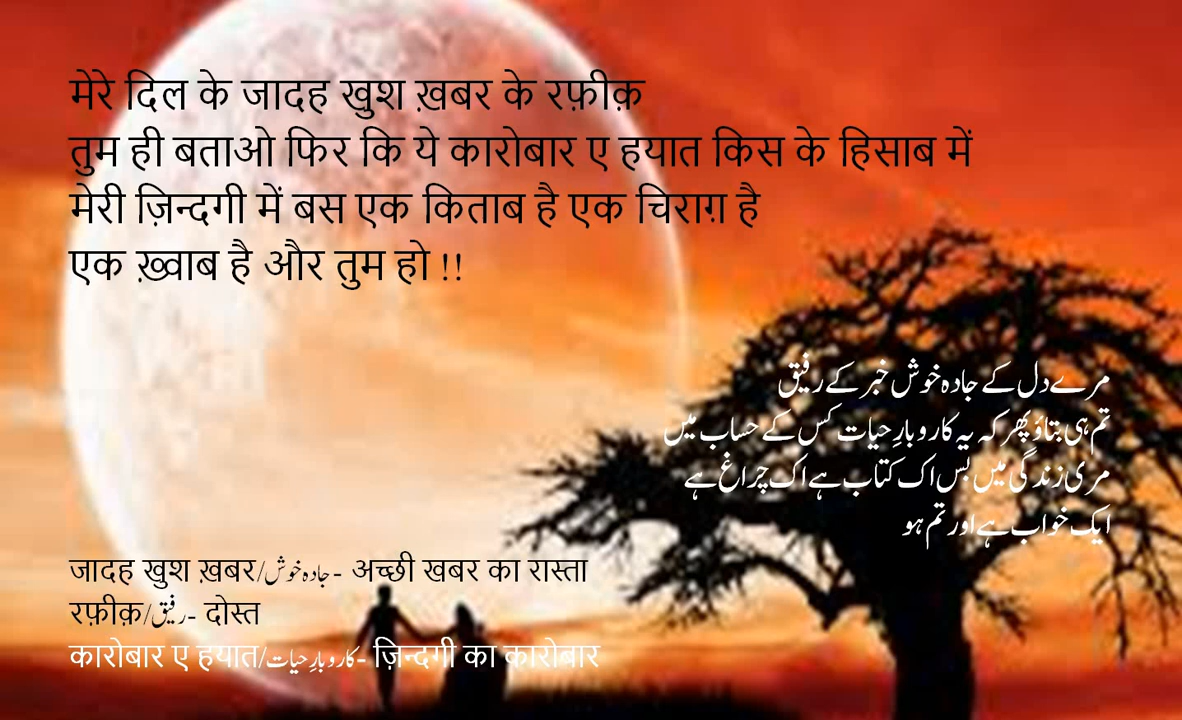 मेरे दिल के जादह खुश ख़बर के रफ़ीक़
तुम ही बताओ फिर कि ये कारोबार ए हयात किस के हिसाब में
मेरी ज़िन्दगी में बस एक किताब है एक चिराग़ है
एक ख़्वाब है और तुम हो !!
مرے دل کے جادہ خوش خبر کے رفیق
تم ہی بتاؤ پھر کہ یہ کاروبارِ حیات کس کے حساب میں
مری زندگی میں بس اک کتاب ہے اک چراغ ہے
ایک خواب ہے اور تم ہو
जादह खुश ख़बर/جادہ خوش - अच्छी खबर का रास्ता
रफ़ीक़/رفیق - दोस्त
कारोबार ए हयात/کاروبارِ حیات - ज़िन्दगी का कारोबार